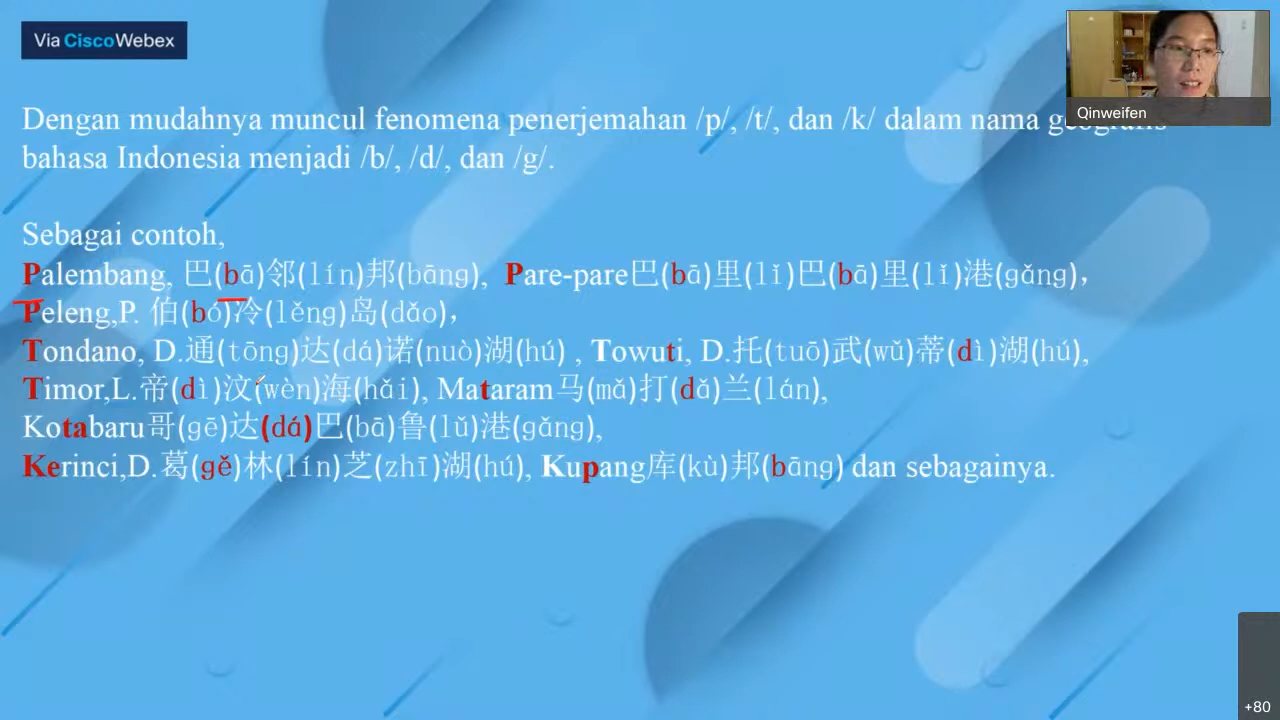 Via CiscoWebex
Qinweifen
Dengan mudahnya muncul fenomena penerjemahan /p/, /t/, dan /k/ dalam nama geografis
bahasa Indonesia menjadi /b/, /d/, dan /g/.
Sebagai contoh,
Palembang, 巴(bā)邻(lín)邦(bāng), Pare-pare巴(bā)里(lǐ)巴(bā)里(lǐ)港(gǎng),
Peleng,P. 伯(bó)冷(lěng)岛(dǎo),
Tondano, D.通(tōng)达(dá)诺(nuò)湖(hú) , Towuti, D.托(tuō)武(wǔ)蒂(dì)湖(hú),
Timor,L.帝(dì)汶(wèn)海(hǎi), Mataram马(mǎ)打(dǎ)兰(lán),
Kotabaru哥(gē)达(dá)巴(bā)鲁(lǔ)港(gǎng),
Kerinci,D.葛(gě)林(lín)芝(zhī)湖(hú), Kupang库(kù)邦(bāng) dan sebagainya.
+80